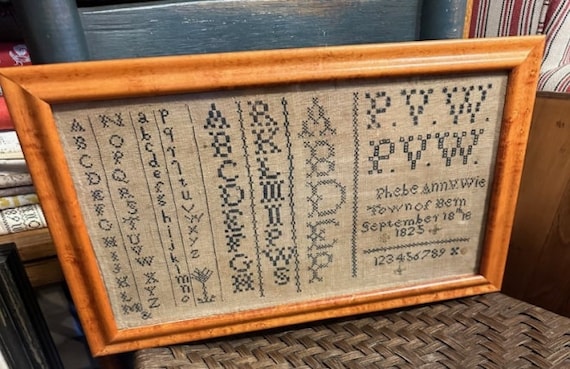 A B C D E F G H I J K L M
N O P Q R S T U V W X Y Z &
a b c d e f g h i j k l m n o
p q r s t u v w x y z
A B C D E F G H
K L M
A B D E
P.V.W.
P.V.W.
Phebe Ann V. Wie
Town of Bern
September 18th
1825
123456789